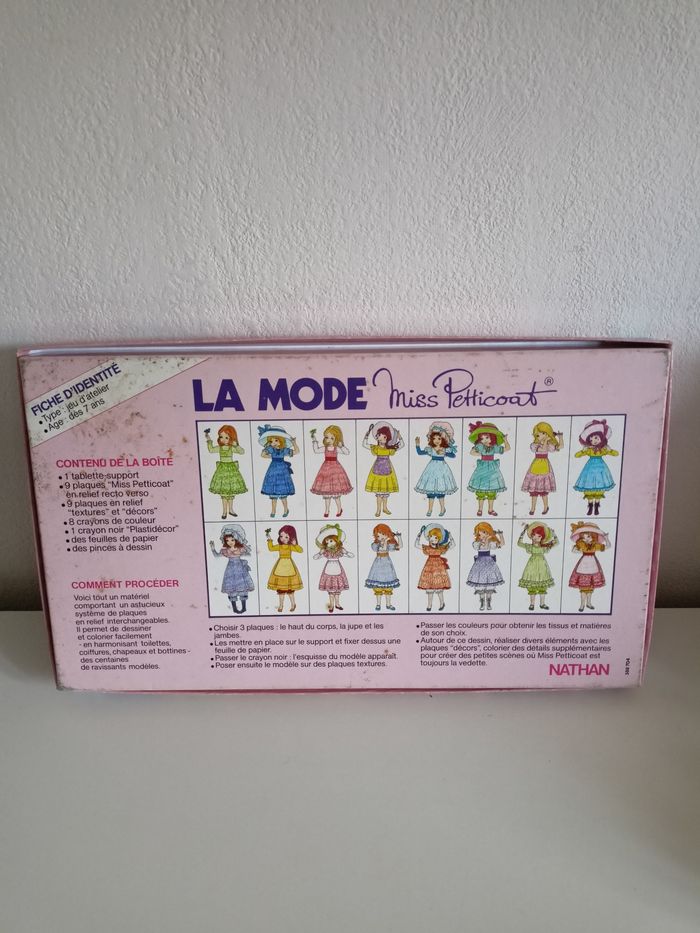 FICHE D'IDENTITÉ
• Type : jeu d'atelier
• Age : dès 7 ans
LA MODE Miss Petticoat ®
CONTENU DE LA BOÎTE
• 1 tablette-support
• 9 plaques "Miss Petticoat"
en relief recto verso
• 9 plaques en relief
"textures" et "décors"
• 8 crayons de couleur
• 1 crayon noir "Plastidécor"
• des feuilles de papier
• des pinces à dessin
COMMENT PROCÉDER
Voici tout un matériel
comportant un astucieux
système de plaques
en relief interchangeables.
Il permet de dessiner
et colorier facilement
- en harmonisant toilettes,
coiffures, chapeaux et bottines -
des centaines
de ravissants modèles.
• Choisir 3 plaques : le haut du corps, la jupe et les
jambes.
• Les mettre en place sur le support et fixer dessus une
feuille de papier.
• Passer le crayon noir : l'esquisse du modèle apparaît.
• Poser ensuite le modèle sur des plaques textures.
• Passer les couleurs pour obtenir les tissus et matières
de son choix.
• Autour de ce dessin, réaliser divers éléments avec les
plaques "décors", colorier des détails supplémentaires
pour créer des petites scènes où Miss Petticoat est
toujours la vedette.
NATHAN